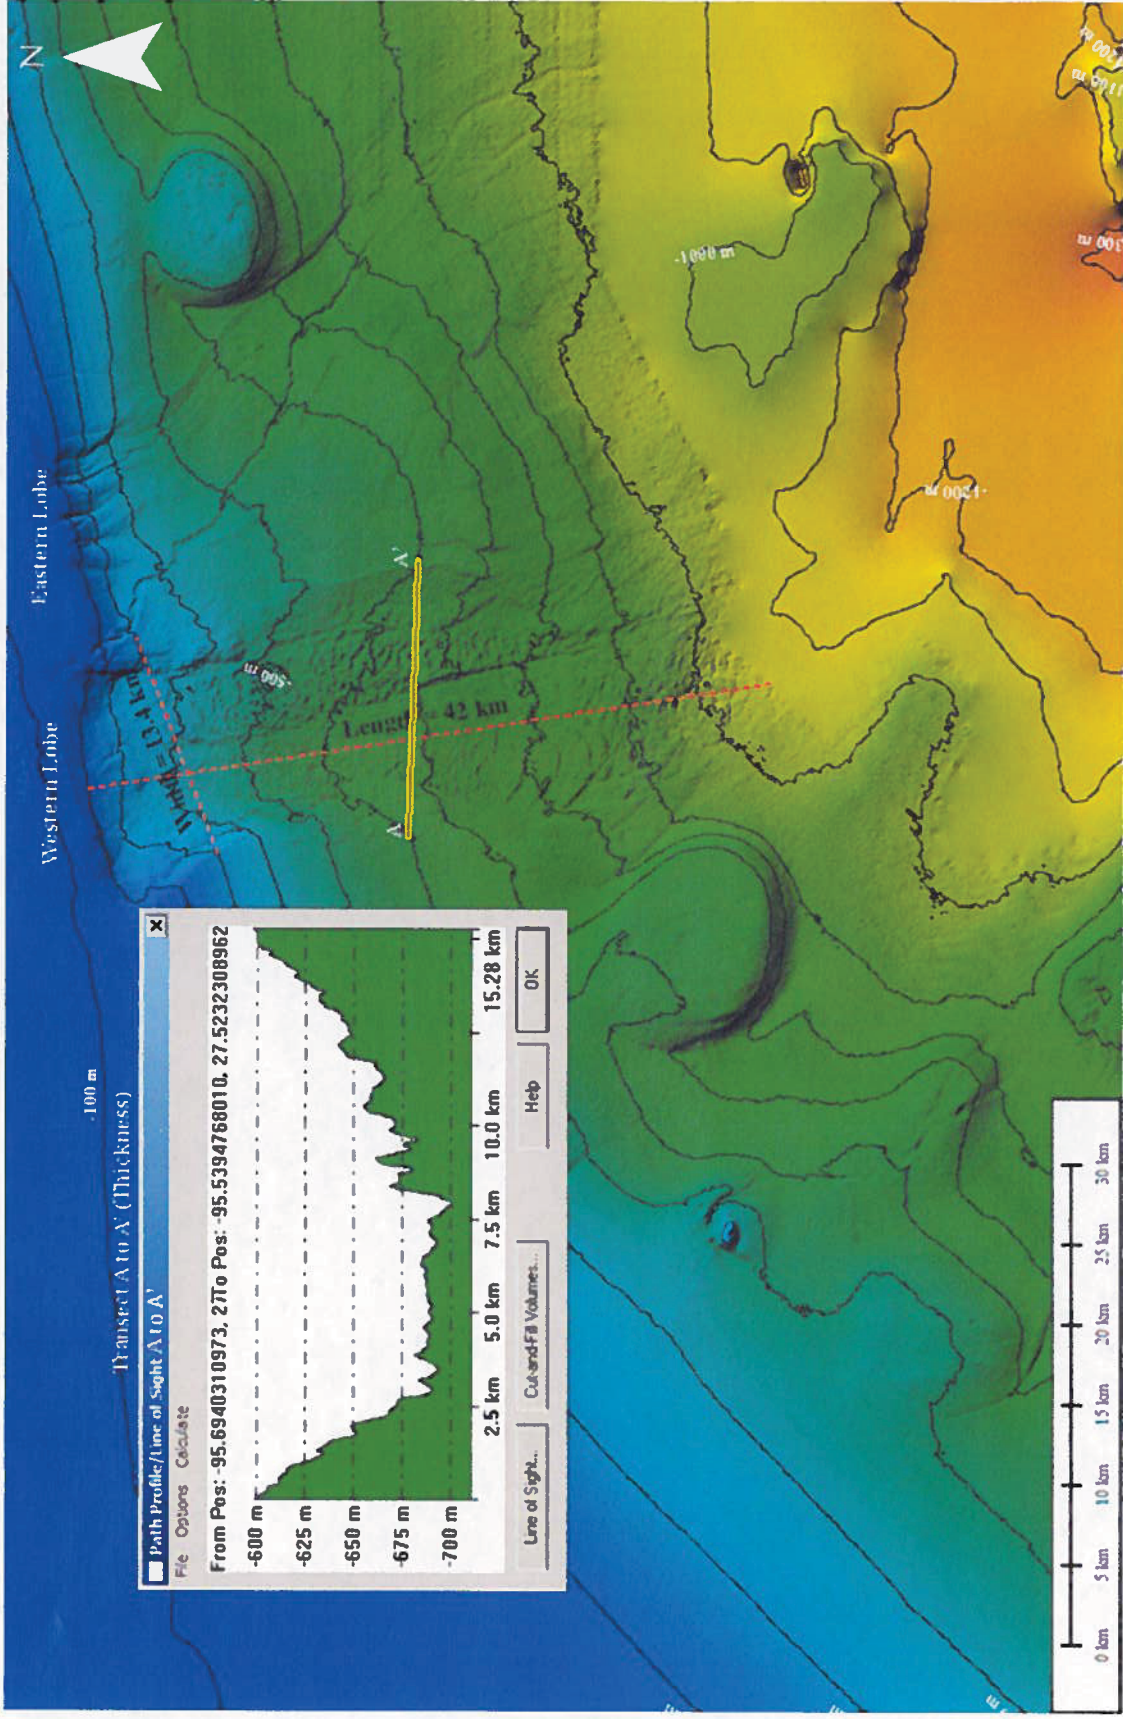 N
Western Lobe
Eastern Lobe
-100 m
Transect A to A' (Thickness)
Width = 13.4 km
-500 m
Length = 42 km
A
A'
-1000 m
-1200 m
Path Profile/Line of Sight A to A'
File Options Calculate
From Pos: -95.6940310973, 27To Pos: -95.5394768010, 27.5232308962
-600 m
-625 m
-650 m
-675 m
-700 m
2.5 km
5.0 km
7.5 km
10.0 km
15.28 km
Line of Sight...
Cut-and-Fill Volumes...
Help
OK
0 km
5 km
10 km
15 km
20 km
25 km
30 km